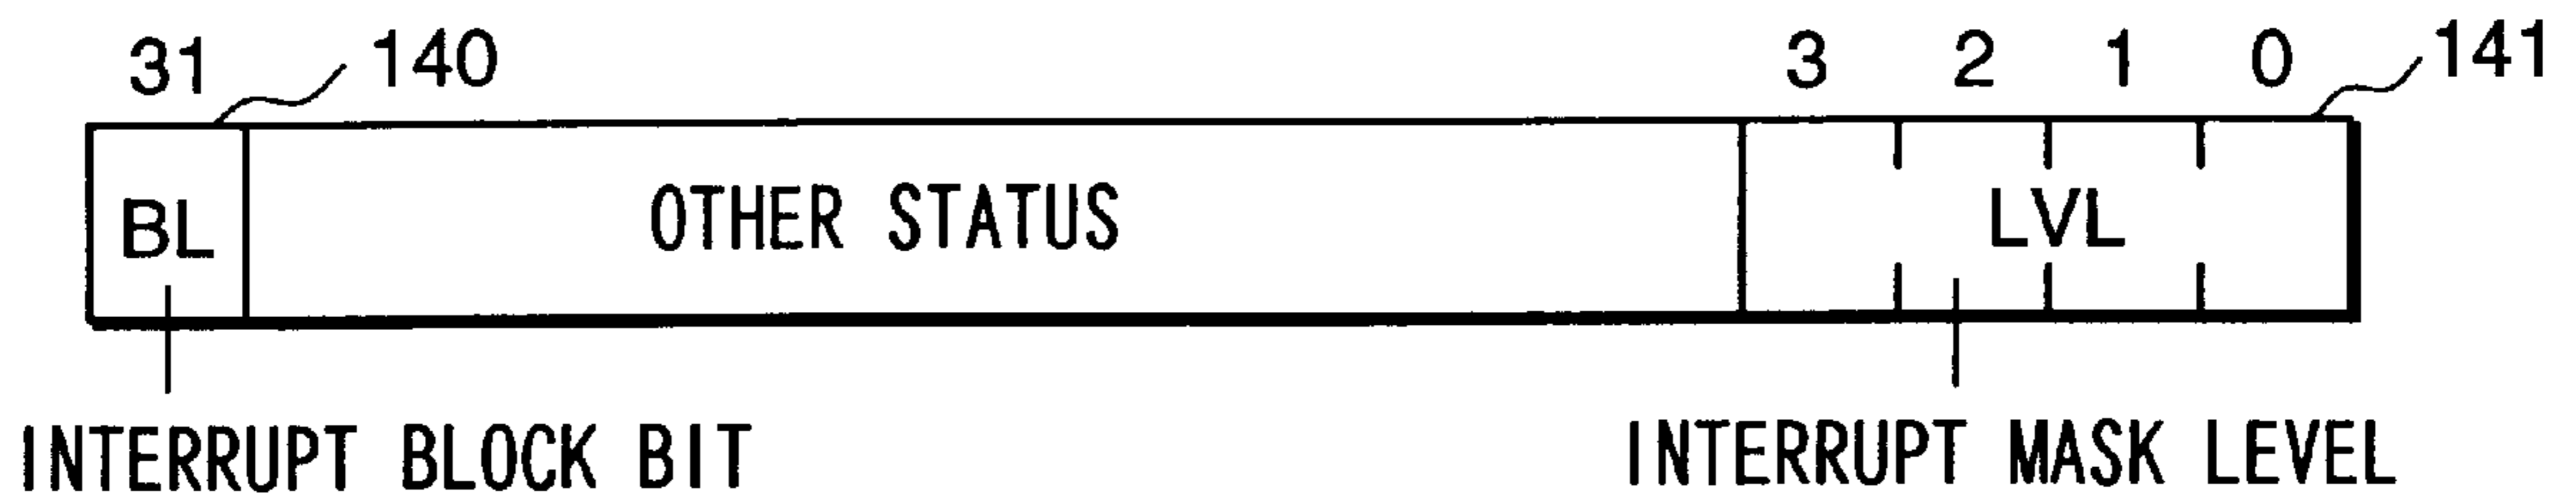 31 140 3 2 1 0 141
BL OTHER STATUS LVL
INTERRUPT BLOCK BIT INTERRUPT MASK LEVEL